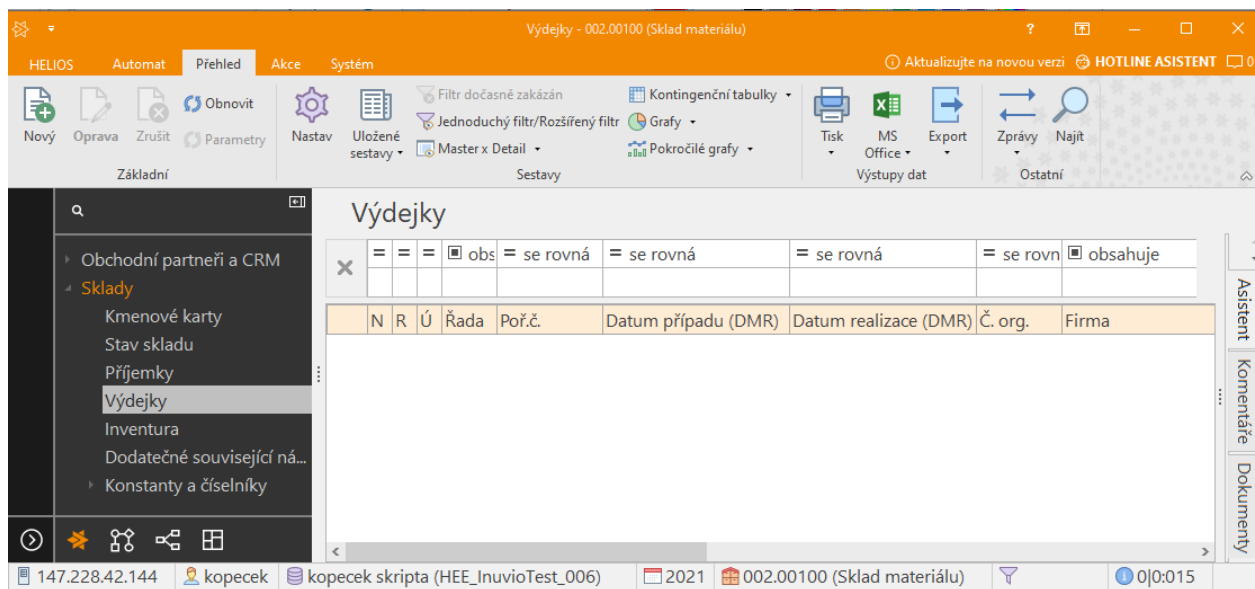 Výdejky - 002.00100 (Sklad materiálu)
?
HELIOS Automat Přehled Akce Systém
Aktualizujte na novou verzi HOTLINE ASISTENT 0
Nový
Oprava
Zrušit
Obnovit
Parametry
Základní
Nastav
Uložené
sestavy
Filtr dočasně zakázán
Jednoduchý filtr/Rozšířený filtr
Master x Detail
Kontingenční tabulky
Grafy
Pokročilé grafy
Sestavy
Tisk
MS
Office
Export
Výstupy dat
Zprávy
Najít
Ostatní
Obchodní partneři a CRM
Sklady
Kmenové karty
Stav skladu
Příjemky
Výdejky
Inventura
Dodatečné související ná...
Konstanty a číselníky
Výdejky
= = = obs = se rovná = se rovná = se rovná = se rovn obsahuje
N R Ú Řada Poř.č. Datum případu (DMR) Datum realizace (DMR) Č. org. Firma
Asistent
Komentáře
Dokumenty
147.228.42.144 kopecek kopecek skripta (HEE_InuvioTest_006) 2021 002.00100 (Sklad materiálu) 0|0:015